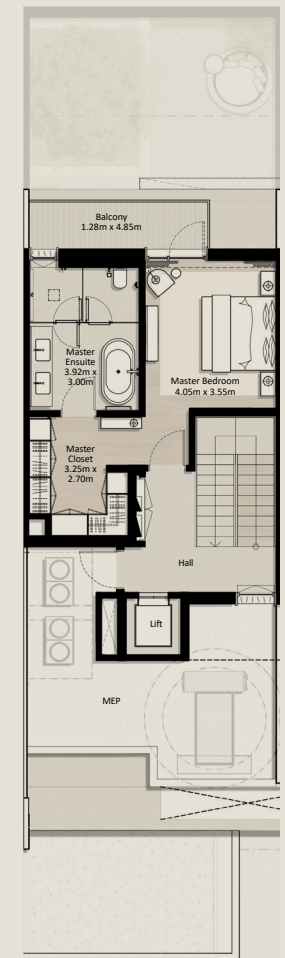 Balcony
1.28m x 4.85m
Master
Ensuite
3.92m x
3.00m
Master Bedroom
4.05m x 3.55m
Master
Closet
3.25m x
2.70m
Hall
Lift
MEP